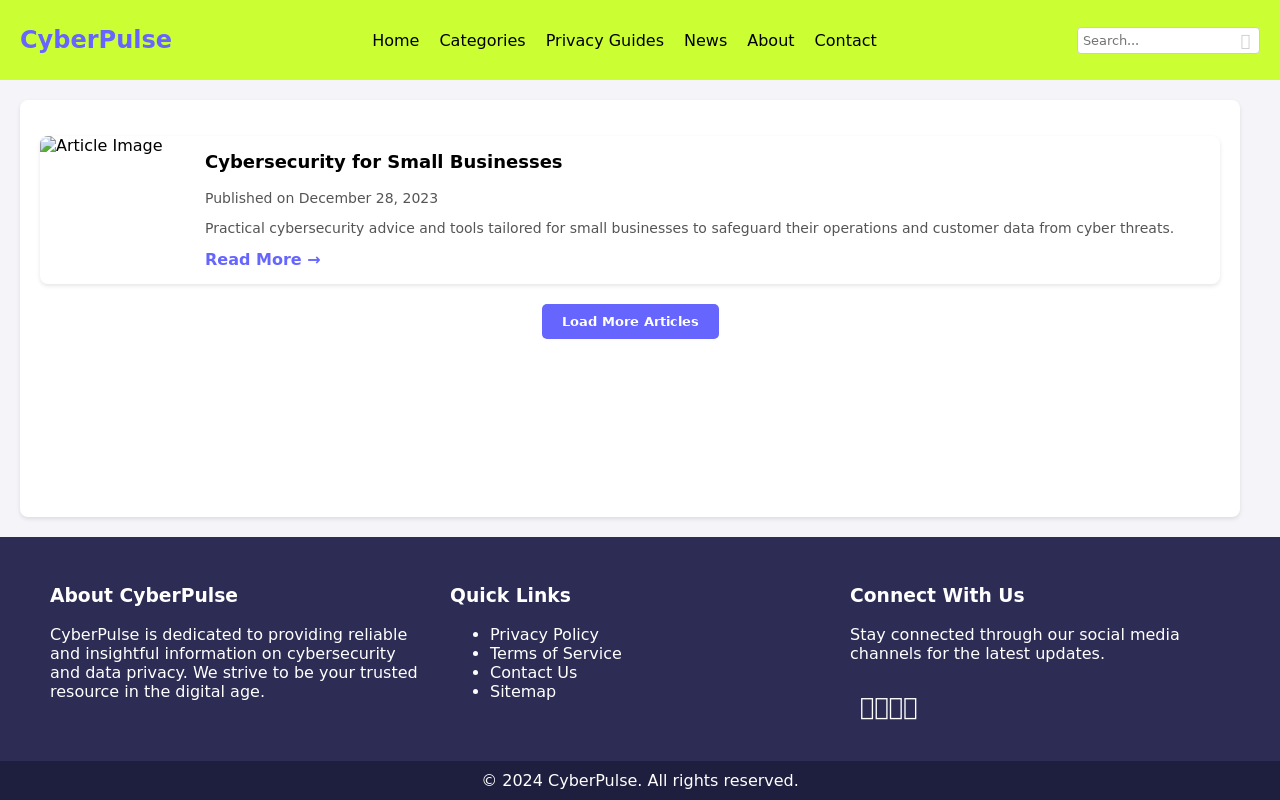 CyberPulse
Home Categories Privacy Guides News About Contact
Search...
Article Image
Cybersecurity for Small Businesses
Published on December 28, 2023
Practical cybersecurity advice and tools tailored for small businesses to safeguard their operations and customer data from cyber threats.
Read More →
Load More Articles
About CyberPulse
CyberPulse is dedicated to providing reliable
and insightful information on cybersecurity
and data privacy. We strive to be your trusted
resource in the digital age.
Quick Links
• Privacy Policy
• Terms of Service
• Contact Us
• Sitemap
Connect With Us
Stay connected through our social media
channels for the latest updates.
© 2024 CyberPulse. All rights reserved.